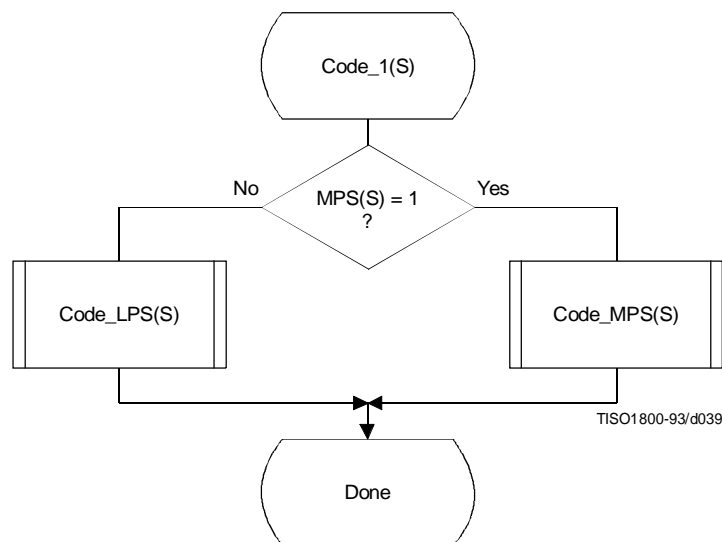 Code_1(S)
No
MPS(S) = 1
?
Yes
Code_LPS(S)
Code_MPS(S)
TISO1800-93/d039
Done